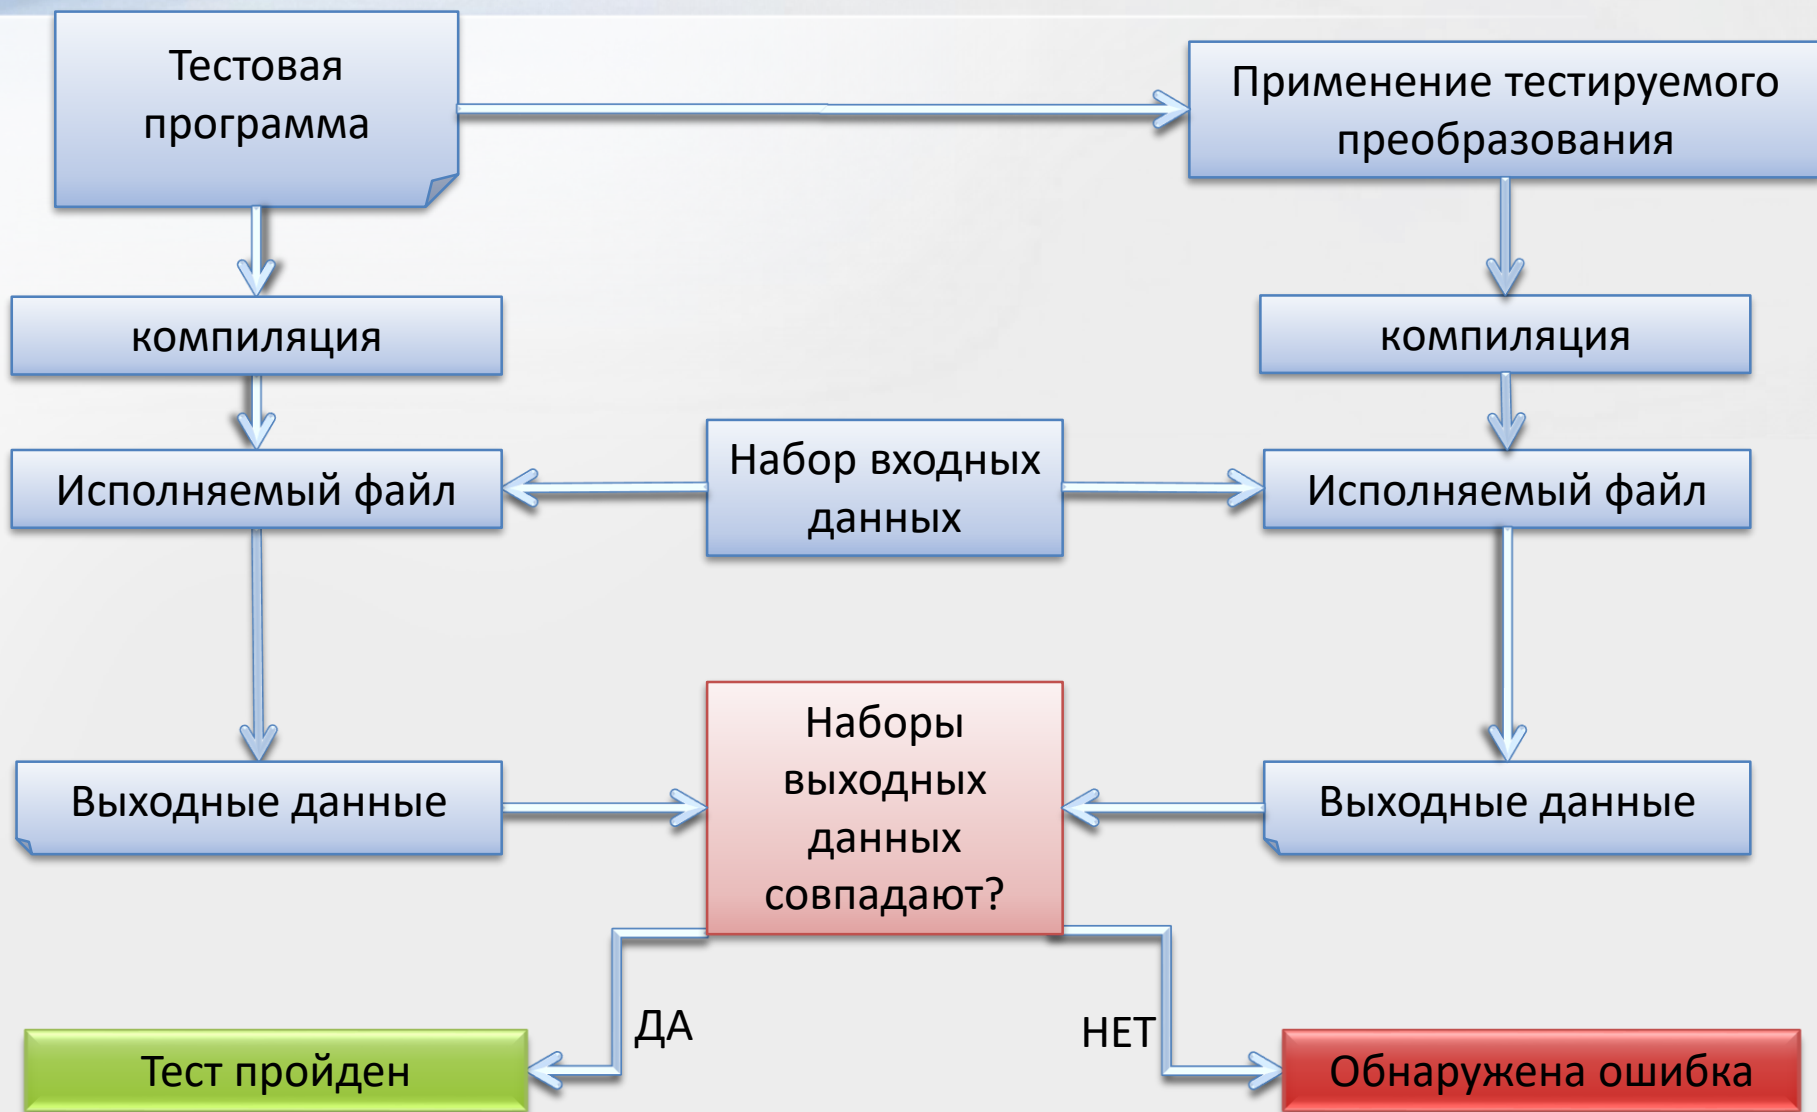 Тестовая
программа
Применение тестируемого
преобразования
компиляция
компиляция
Исполняемый файл
Набор входных
данных
Исполняемый файл
Выходные данные
Наборы
выходных
данных
совпадают?
Выходные данные
ДА
НЕТ
Тест пройден
Обнаружена ошибка